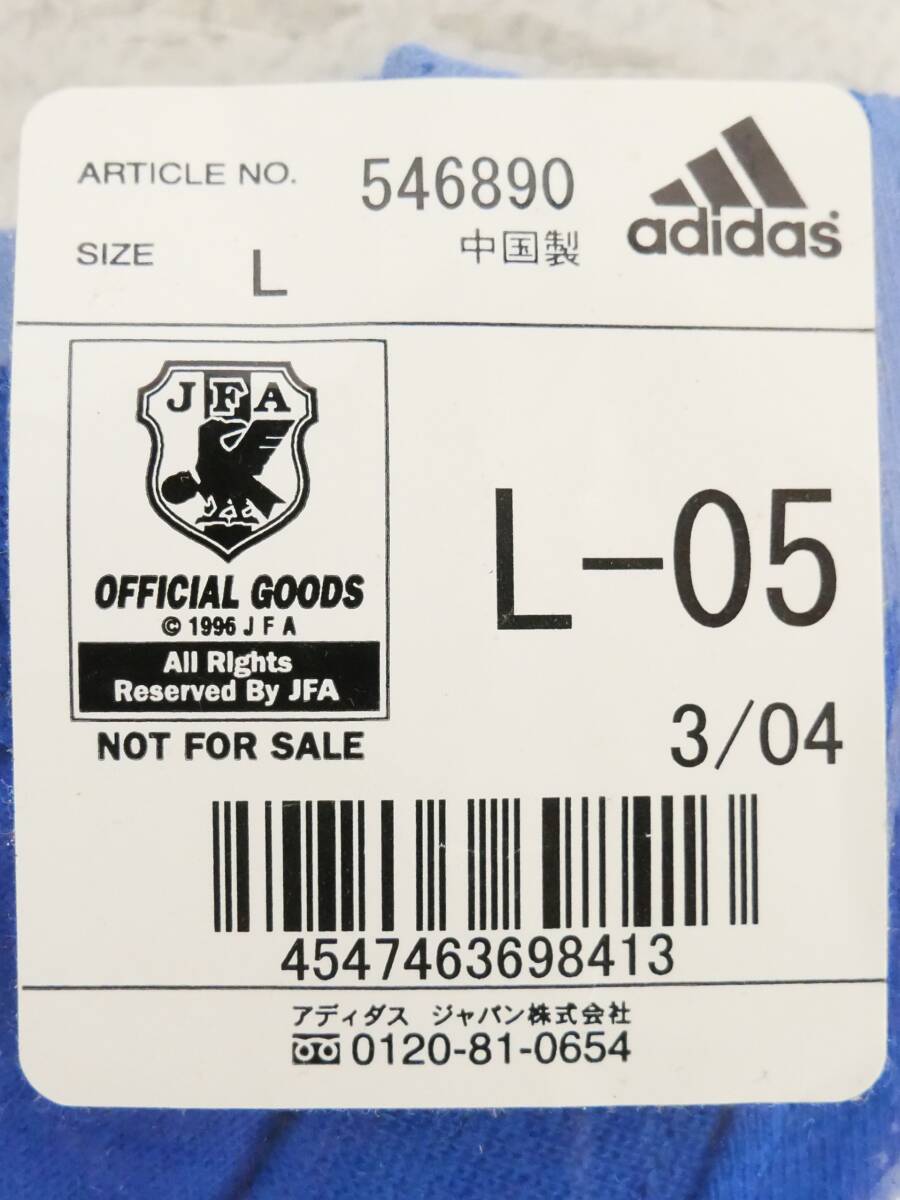 ARTICLE NO. 546890
adidas
SIZE L 中国製
JFA
OFFICIAL GOODS
© 1996 JFA
All Rights
Reserved By JFA
NOT FOR SALE
L-05
3/04
4547463698413
アディダス ジャパン株式会社
0120-81-0654